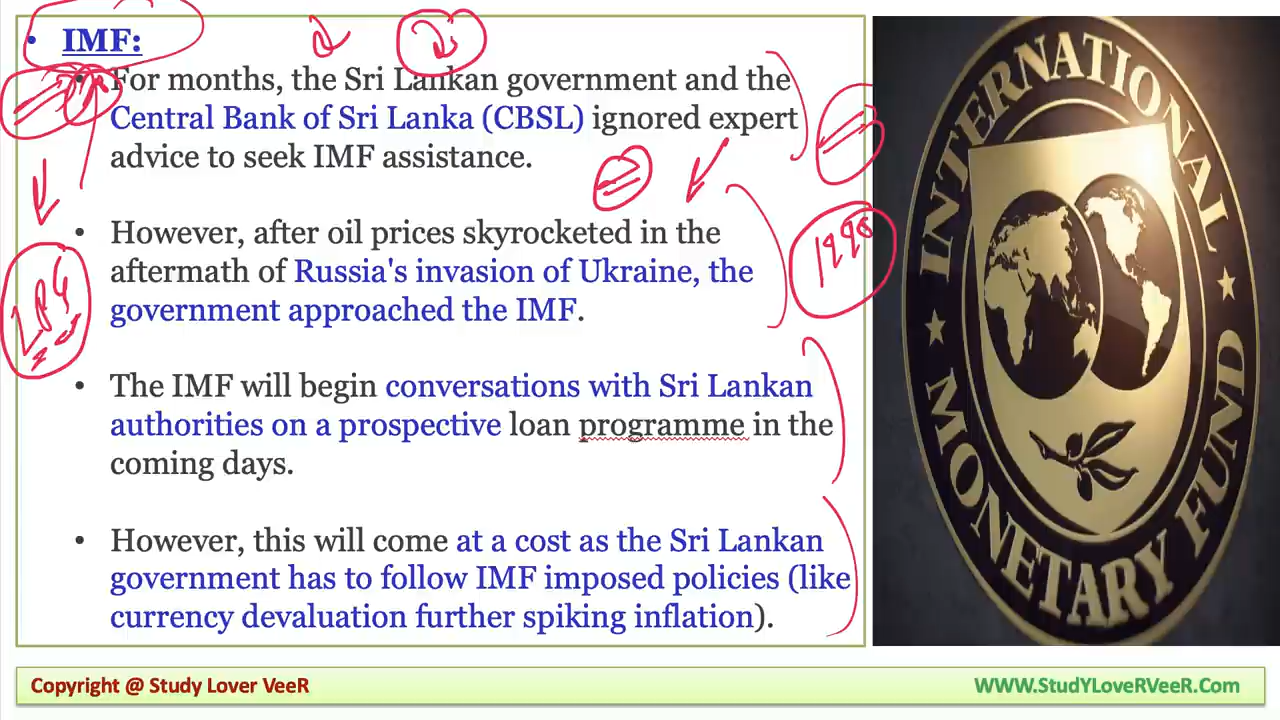 • IMF:
• For months, the Sri Lankan government and the
Central Bank of Sri Lanka (CBSL) ignored expert
advice to seek IMF assistance.
• However, after oil prices skyrocketed in the
aftermath of Russia's invasion of Ukraine, the
government approached the IMF.
• The IMF will begin conversations with Sri Lankan
authorities on a prospective loan programme in the
coming days.
• However, this will come at a cost as the Sri Lankan
government has to follow IMF imposed policies (like
currency devaluation further spiking inflation).
INTERNATIONAL
MONETARY FUND
Copyright @ Study Lover VeeR
WWW.StudYLoveRVeeR.Com